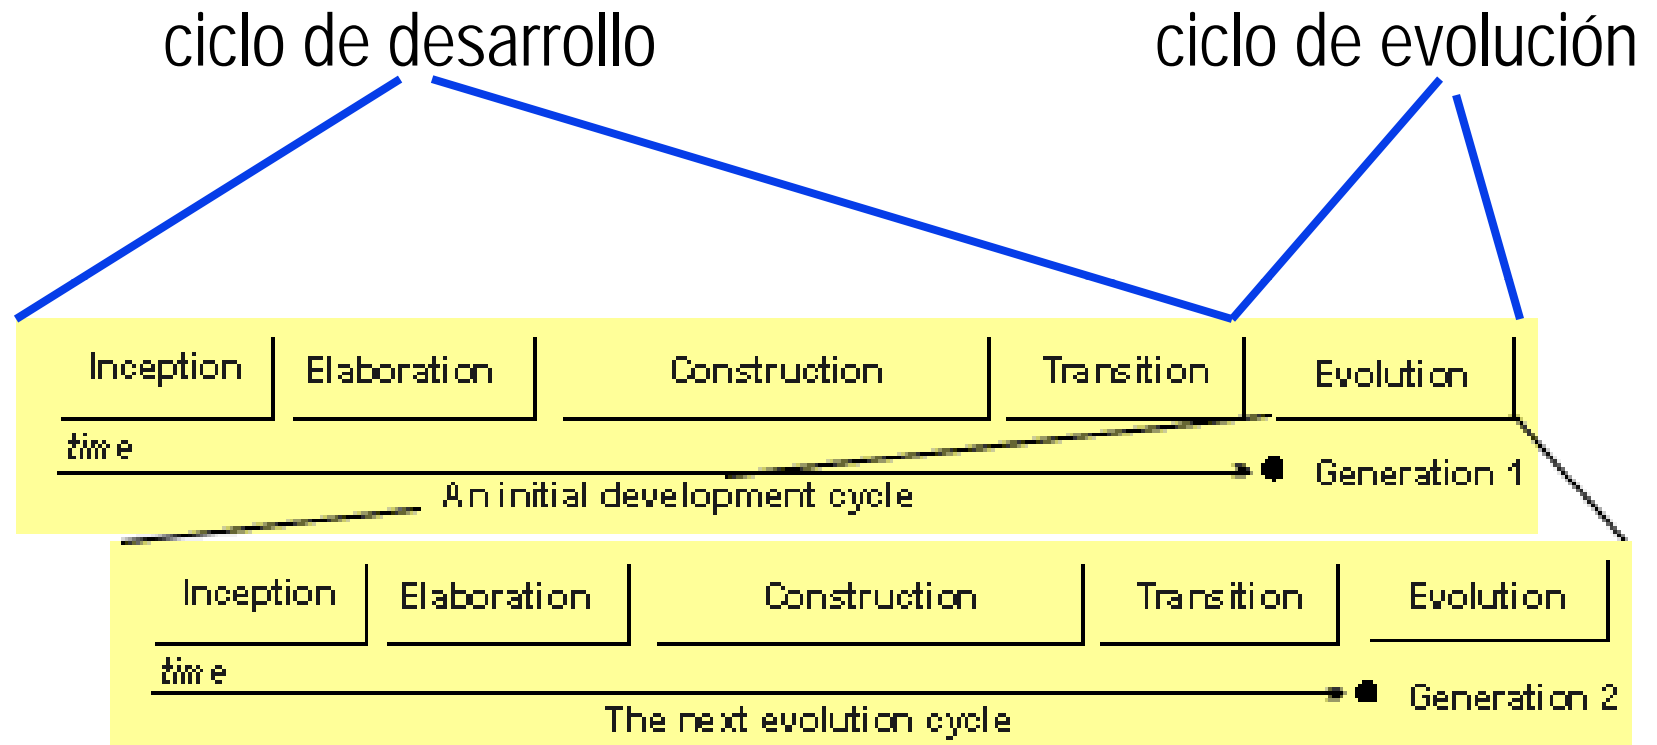 ciclo de desarrollo ciclo de evolución
Inception Elaboration Construction Transition Evolution
time
Generation 1
An initial development cycle
Inception Elaboration Construction Transition Evolution
time
Generation 2
The next evolution cycle